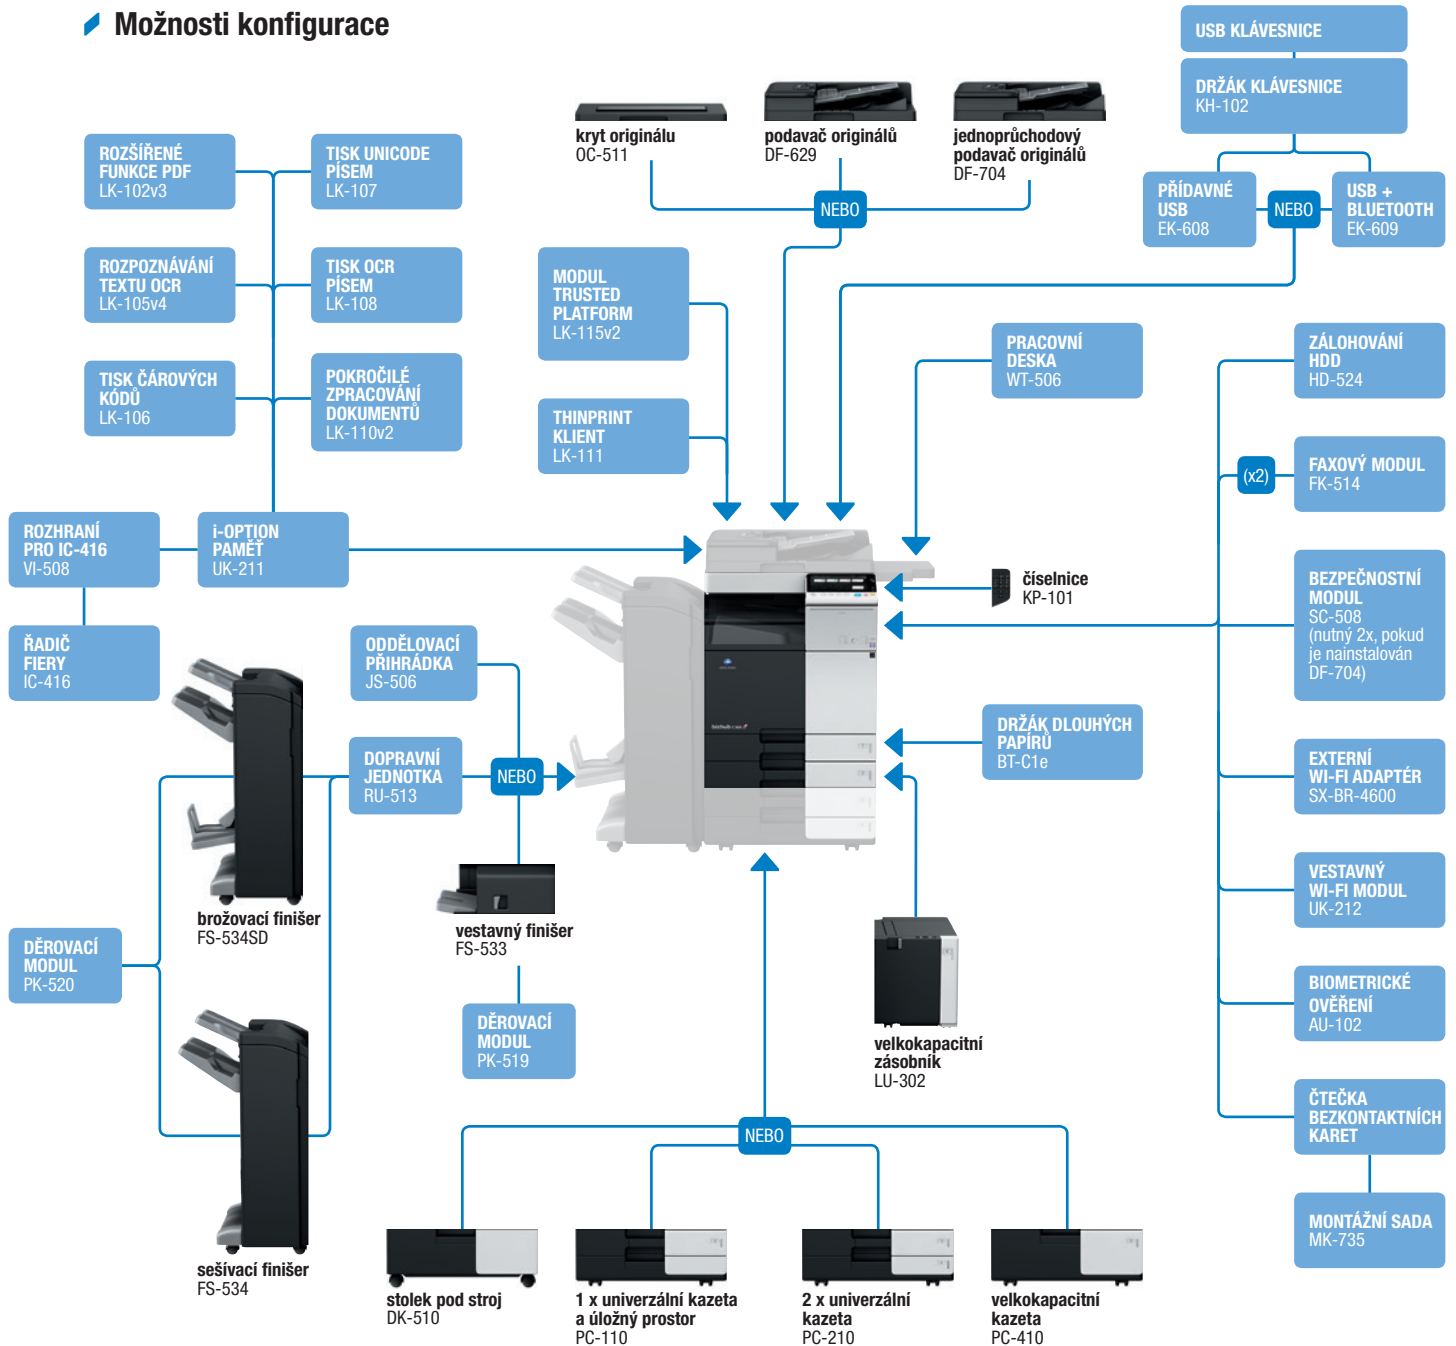 Možnosti konfigurace
USB KLÁVESNICE
DRŽÁK KLÁVESNICE
KH-102
PŘÍDAVNÉ
USB
EK-608
NEBO
USB +
BLUETOOTH
EK-609
kryt originálu
OC-511
podavač originálů
DF-629
jednoprůchodový
podavač originálů
DF-704
NEBO
ROZŠÍŘENÉ
FUNKCE PDF
LK-102v3
TISK UNICODE
PÍSEM
LK-107
ROZPOZNÁVÁNÍ
TEXTU OCR
LK-105v4
TISK OCR
PÍSEM
LK-108
TISK ČÁROVÝCH
KÓDŮ
LK-106
POKROČILÉ
ZPRACOVÁNÍ
DOKUMENTŮ
LK-110v2
MODUL
TRUSTED
PLATFORM
LK-115v2
THINPRINT
KLIENT
LK-111
PRACOVNÍ
DESKA
WT-506
ZÁLOHOVÁNÍ
HDD
HD-524
(x2)
FAXOVÝ MODUL
FK-514
ROZHRANÍ
PRO IC-416
VI-508
i-OPTION
PAMĚŤ
UK-211
ŘADIČ
FIERY
IC-416
číselnice
KP-101
BEZPEČNOSTNÍ
MODUL
SC-508
(nutný 2x, pokud
je nainstalován
DF-704)
ODDĚLOVACÍ
PŘIHRÁDKA
JS-506
DOPRAVNÍ
JEDNOTKA
RU-513
NEBO
bizhub
DRŽÁK DLOUHÝCH
PAPÍRŮ
BT-C1e
EXTERNÍ
WI-FI ADAPTÉR
SX-BR-4600
VESTAVNÝ
WI-FI MODUL
UK-212
brožovací finišer
FS-534SD
vestavný finišer
FS-533
DĚROVACÍ
MODUL
PK-520
DĚROVACÍ
MODUL
PK-519
velkokapacitní
zásobník
LU-302
BIOMETRICKÉ
OVĚŘENÍ
AU-102
ČTEČKA
BEZKONTAKTNÍCH
KARET
MONTÁŽNÍ SADA
MK-735
NEBO
sešívací finišer
FS-534
stolek pod stroj
DK-510
1 x univerzální kazeta
a úložný prostor
PC-110
2 x univerzální
kazeta
PC-210
velkokapacitní
kazeta
PC-410